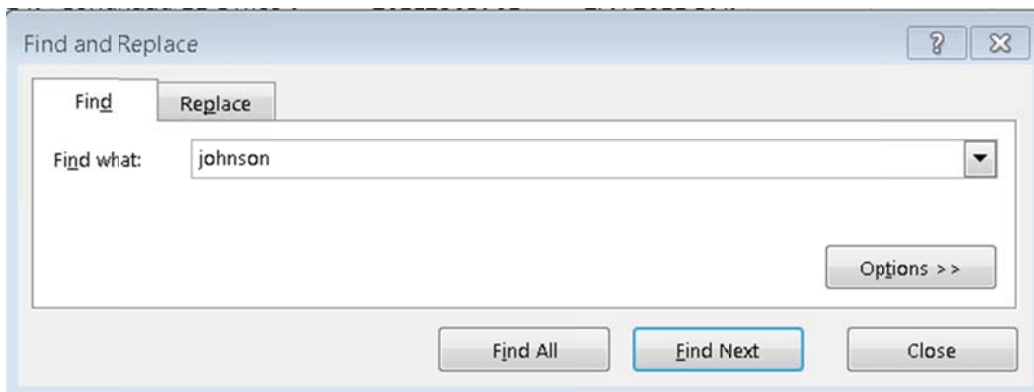 Find and Replace
Find Replace
Find what: johnson
Options >>
Find All Find Next Close